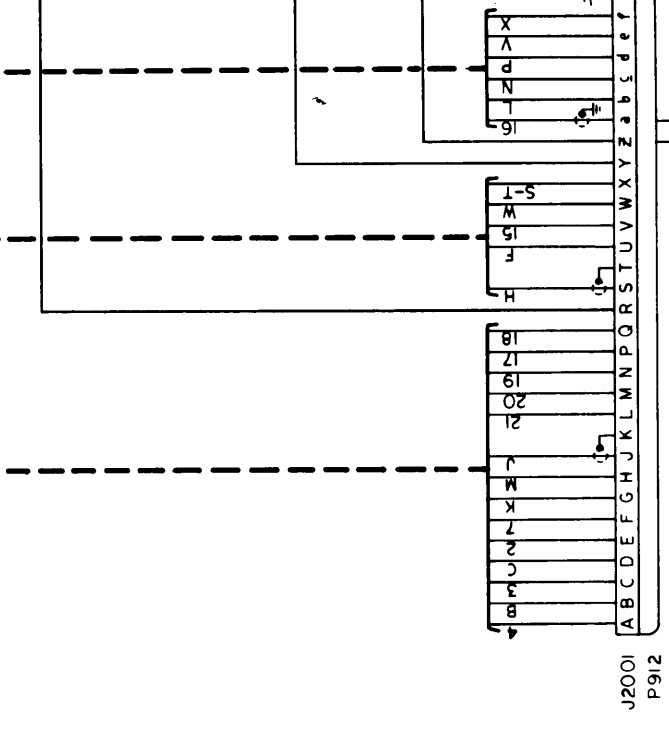 X f
V e
P d
N c
L b
16 a
Z
Y
S-T X
W W
15 V
F U
T
H S
R
18 Q
17 P
19 N
20 M
21 L
K
J J
M H
K G
7 F
2 E
C D
3 C
B B
4 A
J2001
P912